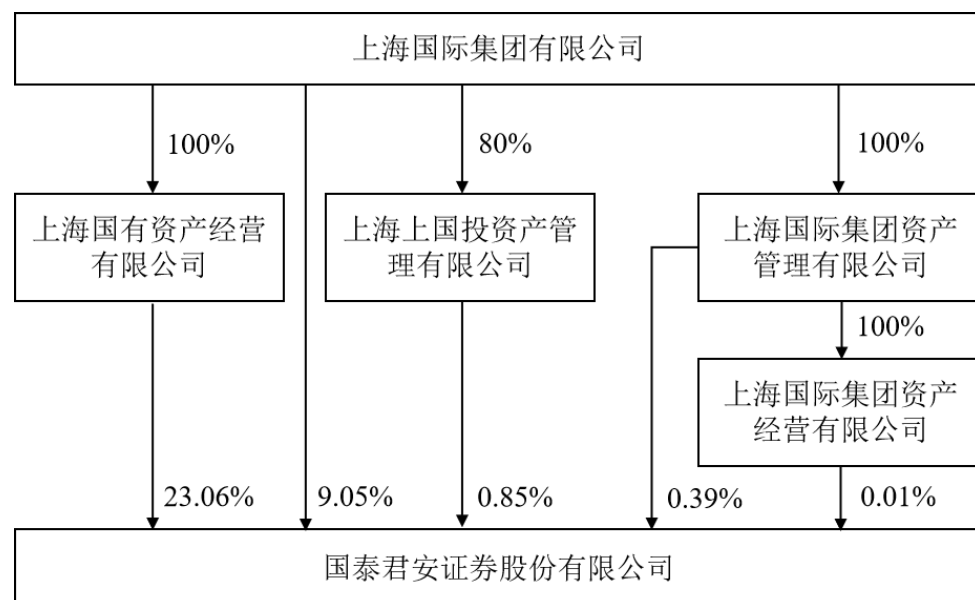 上海国际集团有限公司
100%
80%
100%
上海国有资产经营
有限公司
上海上国投资产管
理有限公司
上海国际集团资产
管理有限公司
100%
上海国际集团资产
经营有限公司
23.06%
9.05%
0.85%
0.39%
0.01%
国泰君安证券股份有限公司